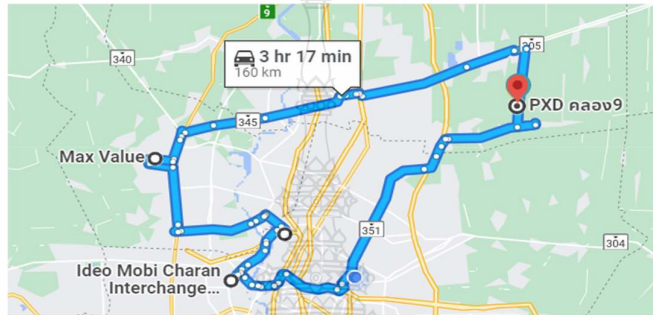 9
305
340
3 hr 17 min
160 km
PXD คลอง9
345
Max Value
351
304
Ideo Mobi Charan
Interchange...